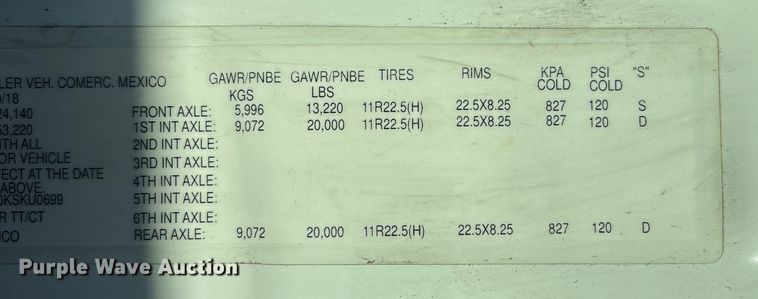 GAWR/PNBE GAWR/PNBE TIRES RIMS KPA PSI "S"
LER VEH. COMERC. MEXICO KGS LBS COLD COLD
/18
24,140 FRONT AXLE: 5,996 13,220 11R22.5(H) 22.5X8.25 827 120 S
53,220 1ST INT AXLE: 9,072 20,000 11R22.5(H) 22.5X8.25 827 120 D
ITH ALL 2ND INT AXLE:
OR VEHICLE 3RD INT AXLE:
ECT AT THE DATE 4TH INT AXLE:
ABOVE. 5TH INT AXLE:
0KSKU0699
R TT/CT 6TH INT AXLE:
ICO REAR AXLE: 9,072 20,000 11R22.5(H) 22.5X8.25 827 120 D
Purple Wave Auction